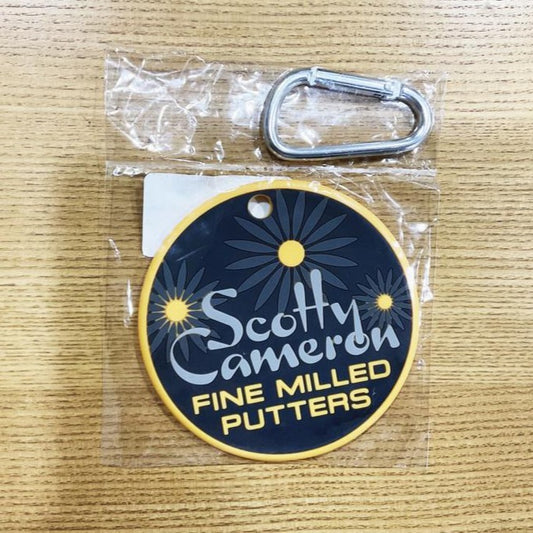 Scotty
Cameron
FINE MILLED
PUTTERS